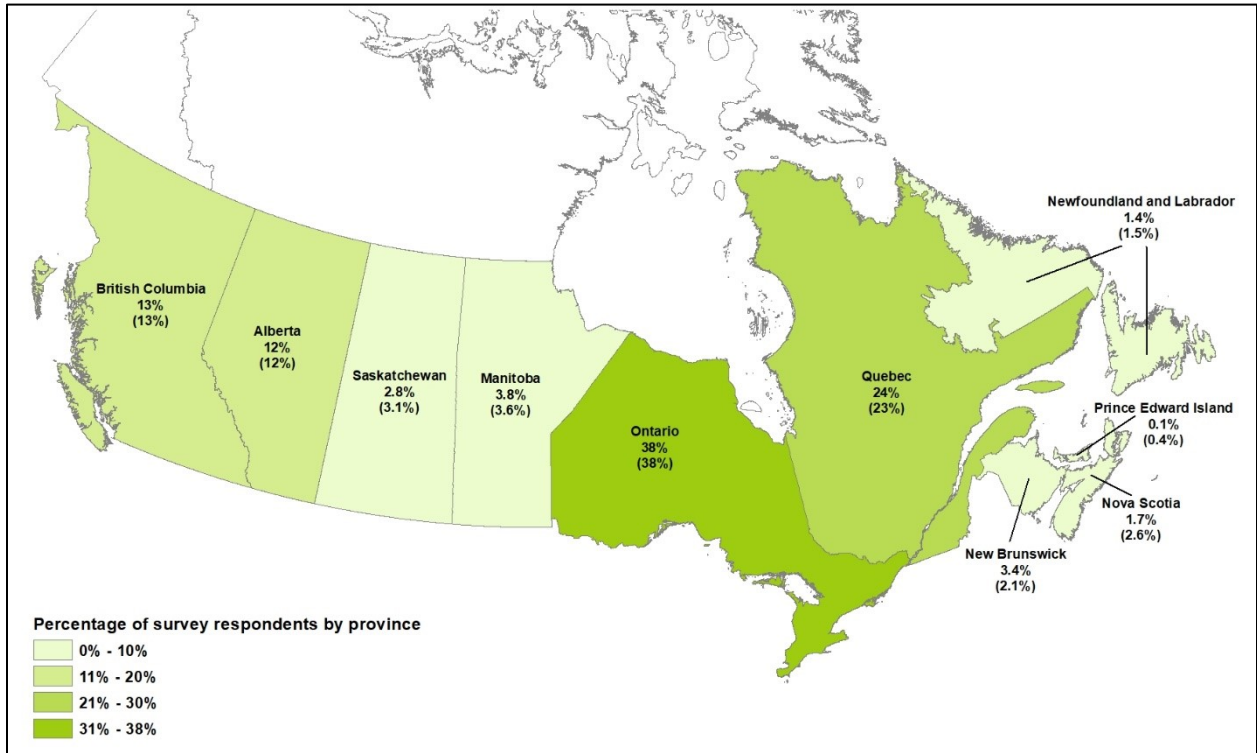 Newfoundland and Labrador
1.4%
(1.5%)
British Columbia
13%
(13%)
Alberta
12%
(12%)
Saskatchewan
2.8%
(3.1%)
Manitoba
3.8%
(3.6%)
Ontario
38%
(38%)
Quebec
24%
(23%)
Prince Edward Island
0.1%
(0.4%)
Nova Scotia
1.7%
(2.6%)
New Brunswick
3.4%
(2.1%)
Percentage of survey respondents by province
0% - 10%
11% - 20%
21% - 30%
31% - 38%